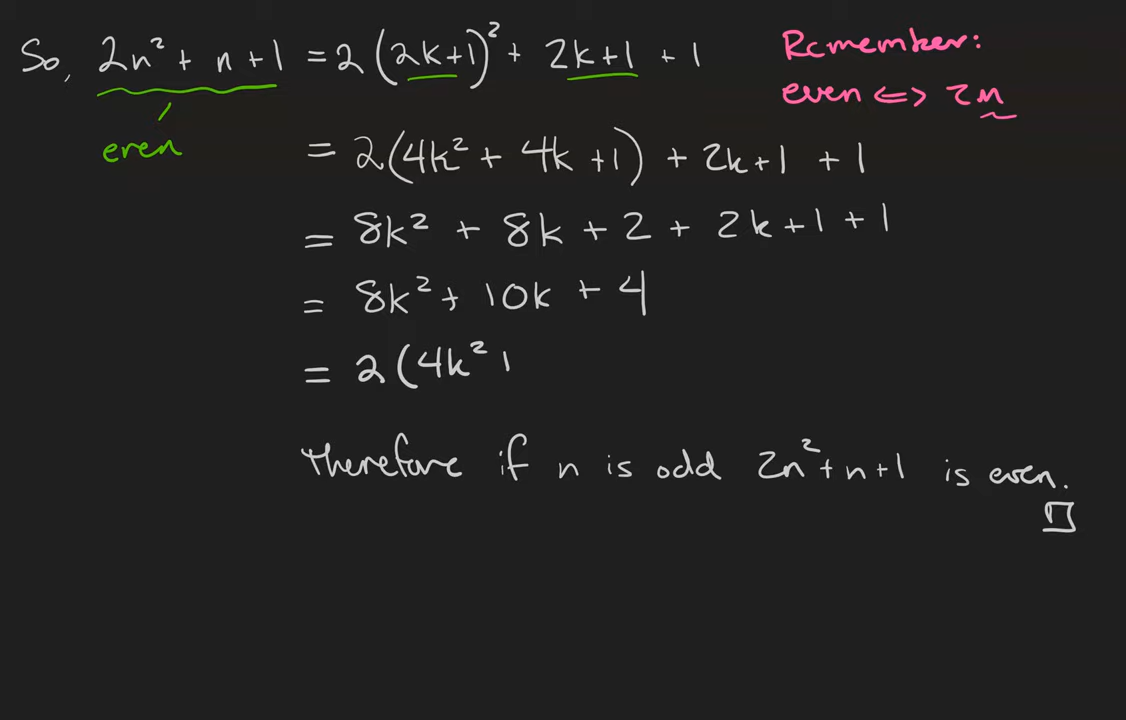 So, 2n² + n + 1 = 2(2k+1)² + 2k+1 + 1
Remember:
even <=> 2m
even
= 2(4k² + 4k + 1) + 2k + 1 + 1
= 8k² + 8k + 2 + 2k + 1 + 1
= 8k² + 10k + 4
= 2(4k²
Therefore if n is odd 2n² + n + 1 is even.
□